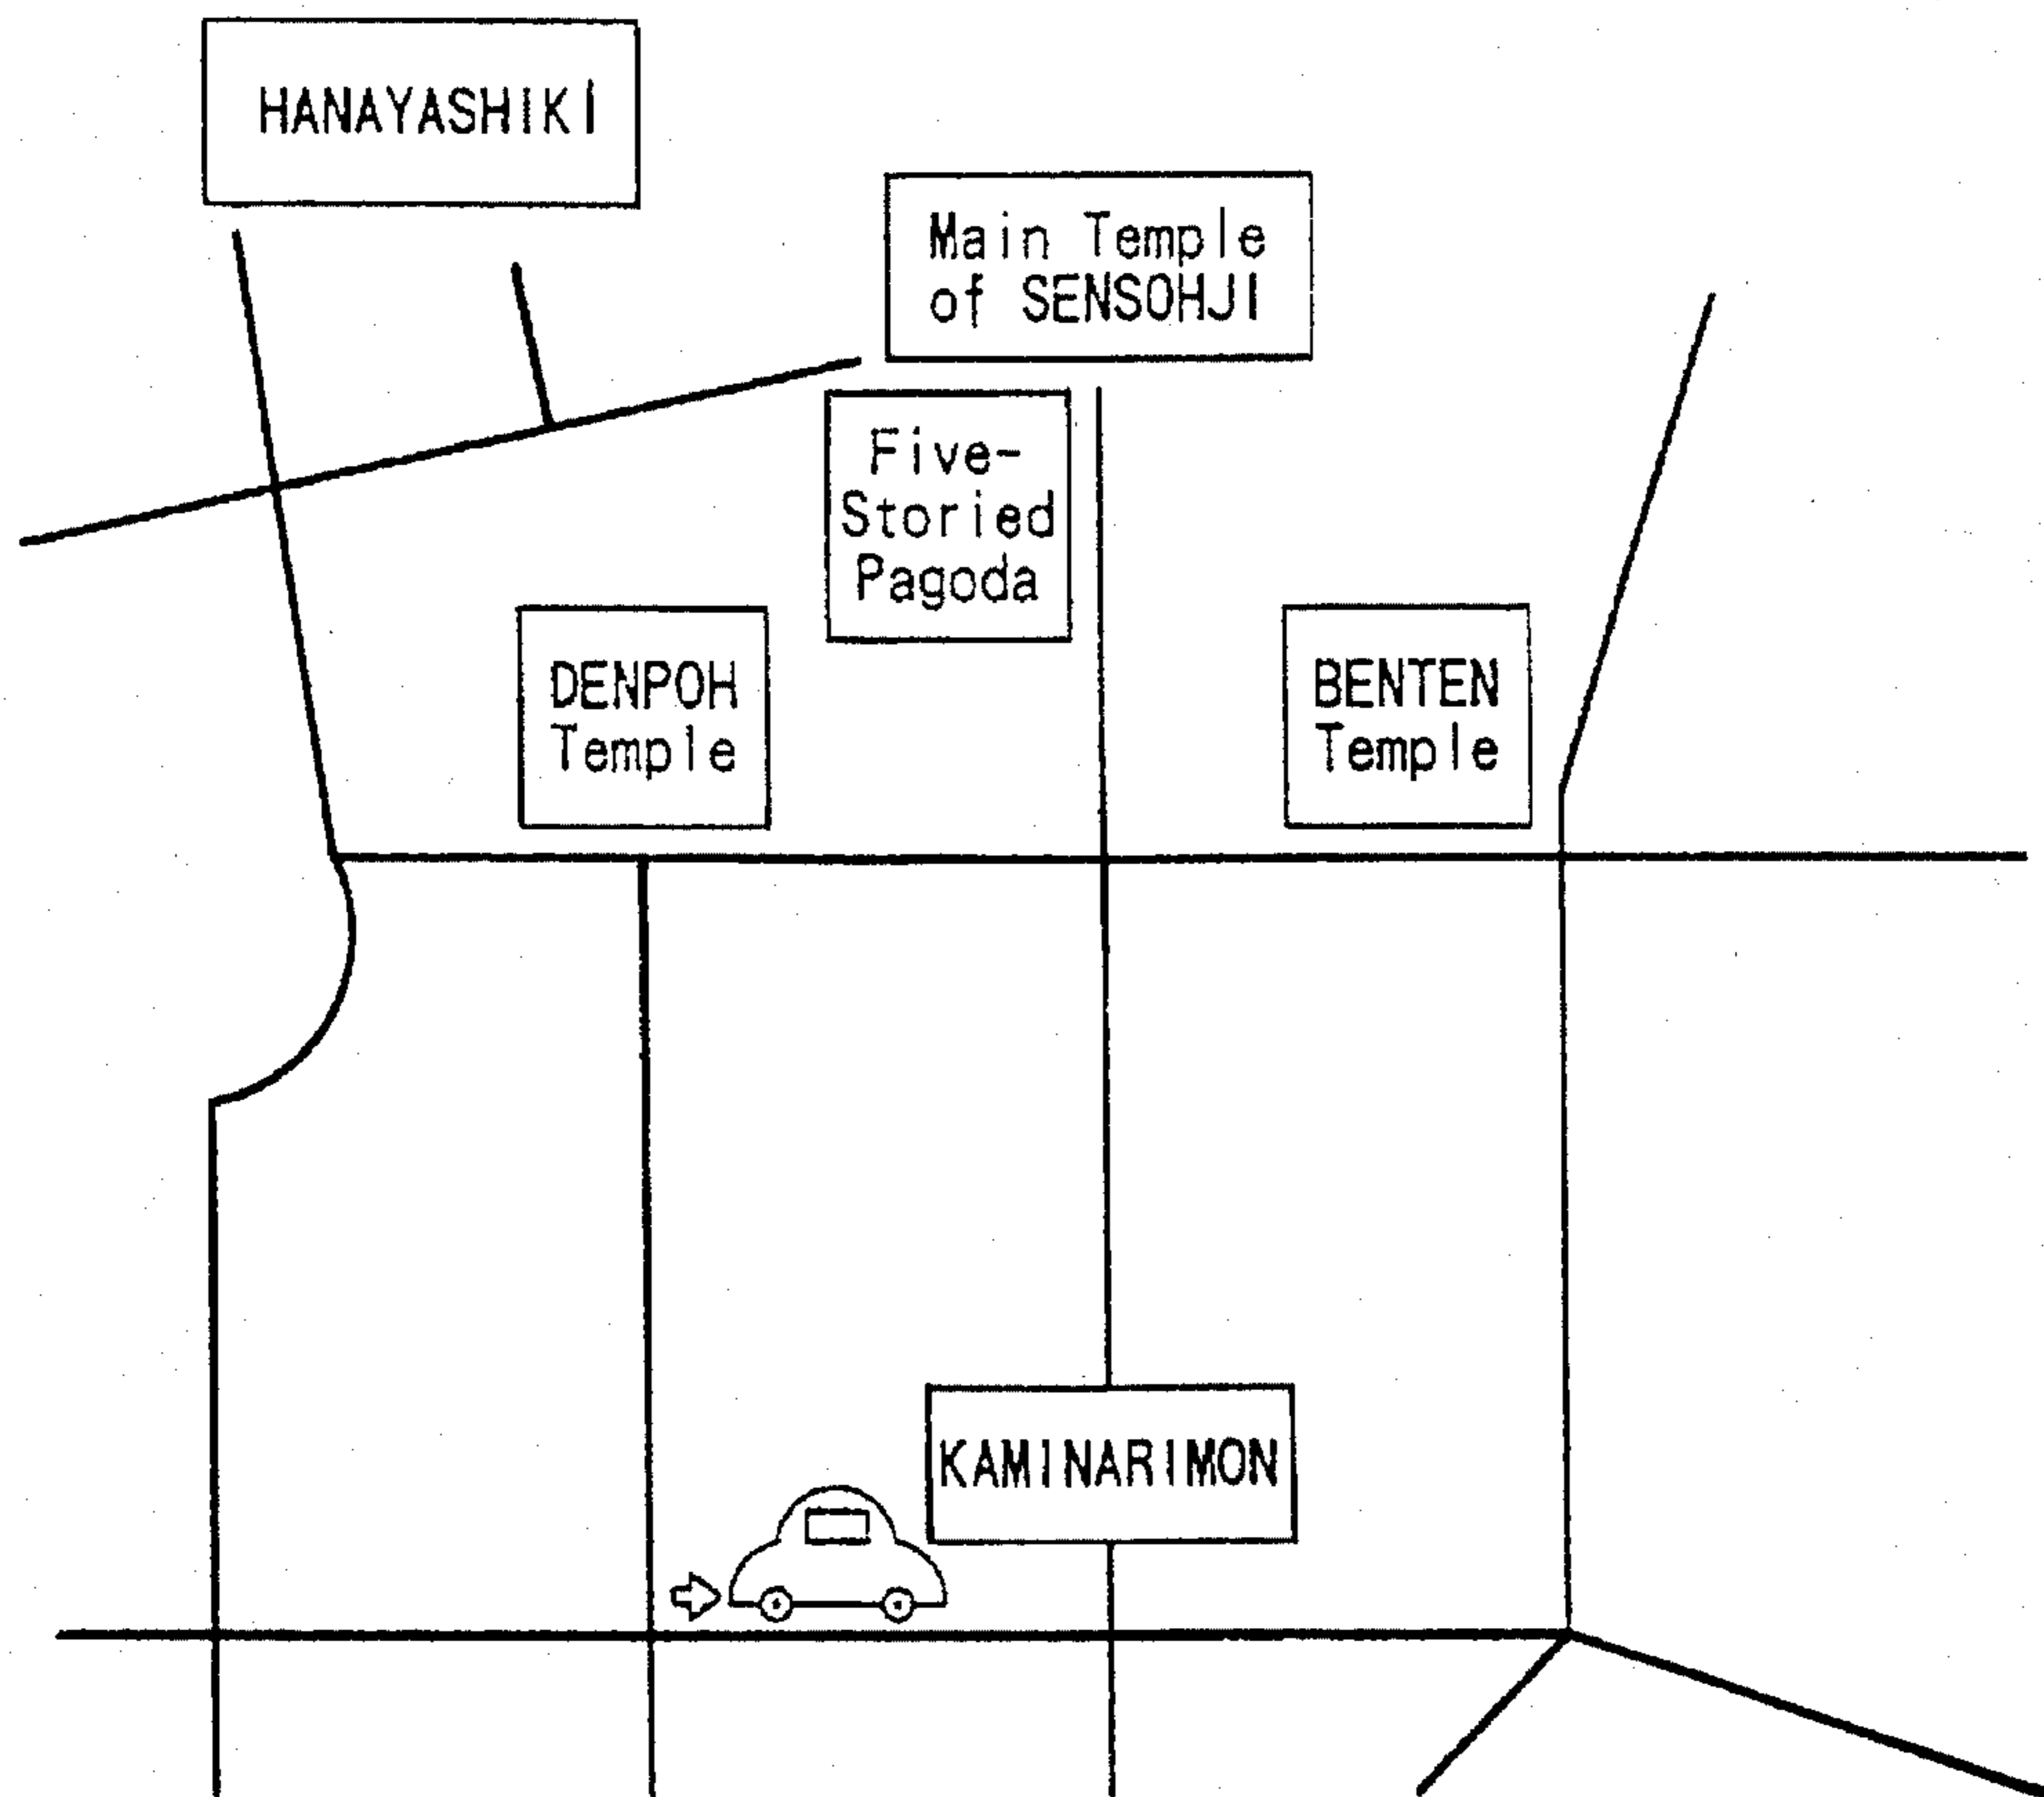 HANAYASHIKI
Main Temple
of SENSOHJI
Five-
Storied
Pagoda
DENPOH
Temple
BENTEN
Temple
KAMINARIMON